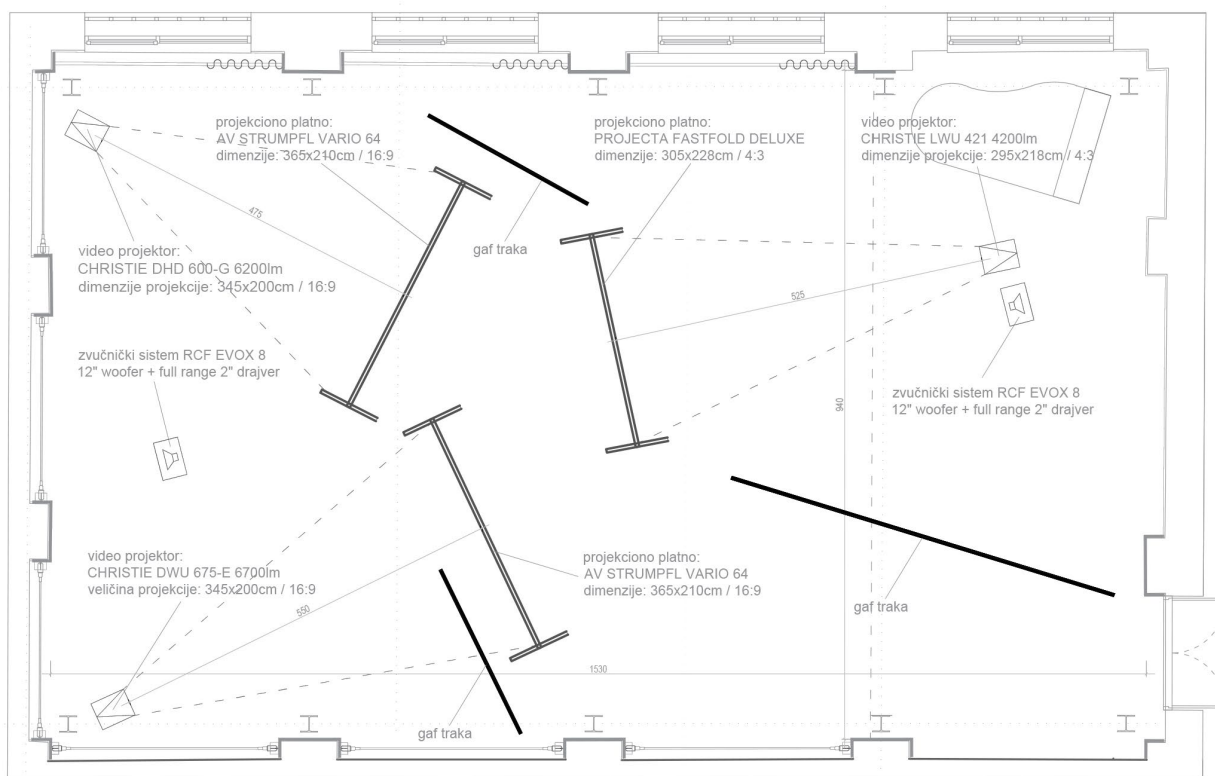 projekciono platno:
AV STRUMPFL VARIO 64
dimenzije: 365x210cm / 16:9
projekciono platno:
PROJECTA FASTFOLD DELUXE
dimenzije: 305x228cm / 4:3
video projektor:
CHRISTIE LWU 421 4200lm
dimenzije projekcije: 295x218cm / 4:3
475
gaf traka
video projektor:
CHRISTIE DHD 600-G 6200lm
dimenzije projekcije: 345x200cm / 16:9
525
zvučnički sistem RCF EVOX 8
12" woofer + full range 2" drajver
zvučnički sistem RCF EVOX 8
12" woofer + full range 2" drajver
940
video projektor:
CHRISTIE DWU 675-E 6700lm
veličina projekcije: 345x200cm / 16:9
projekciono platno:
AV STRUMPFL VARIO 64
dimenzije: 365x210cm / 16:9
550
gaf traka
1530
gaf traka